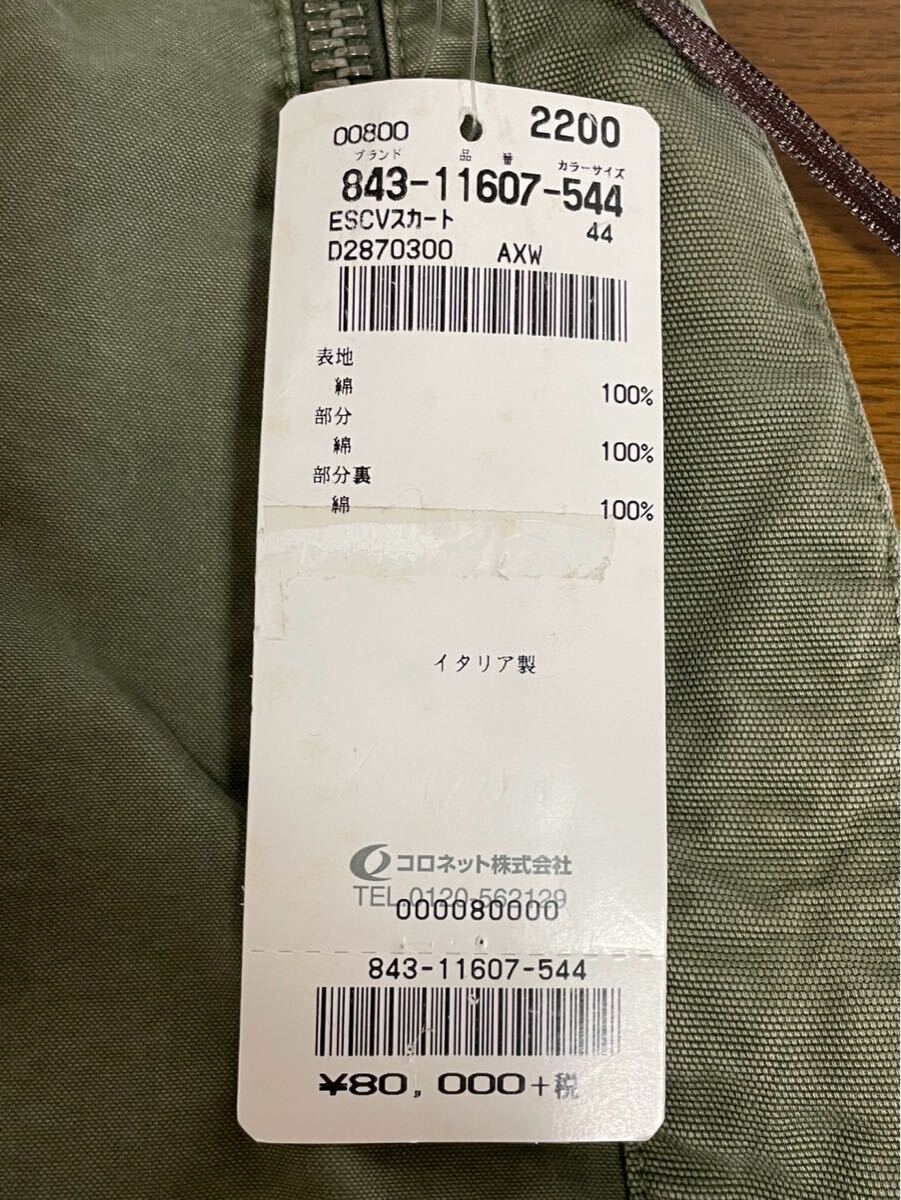 00800 2200
ブランド 品番 カラーサイズ
843-11607-544
ESCVスカート 44
D2870300 AXW
表地
綿 100%
部分
綿 100%
部分裏
綿 100%
イタリア製
コロネット株式会社
TEL 0120-562129
000080000
843-11607-544
¥80,000+税